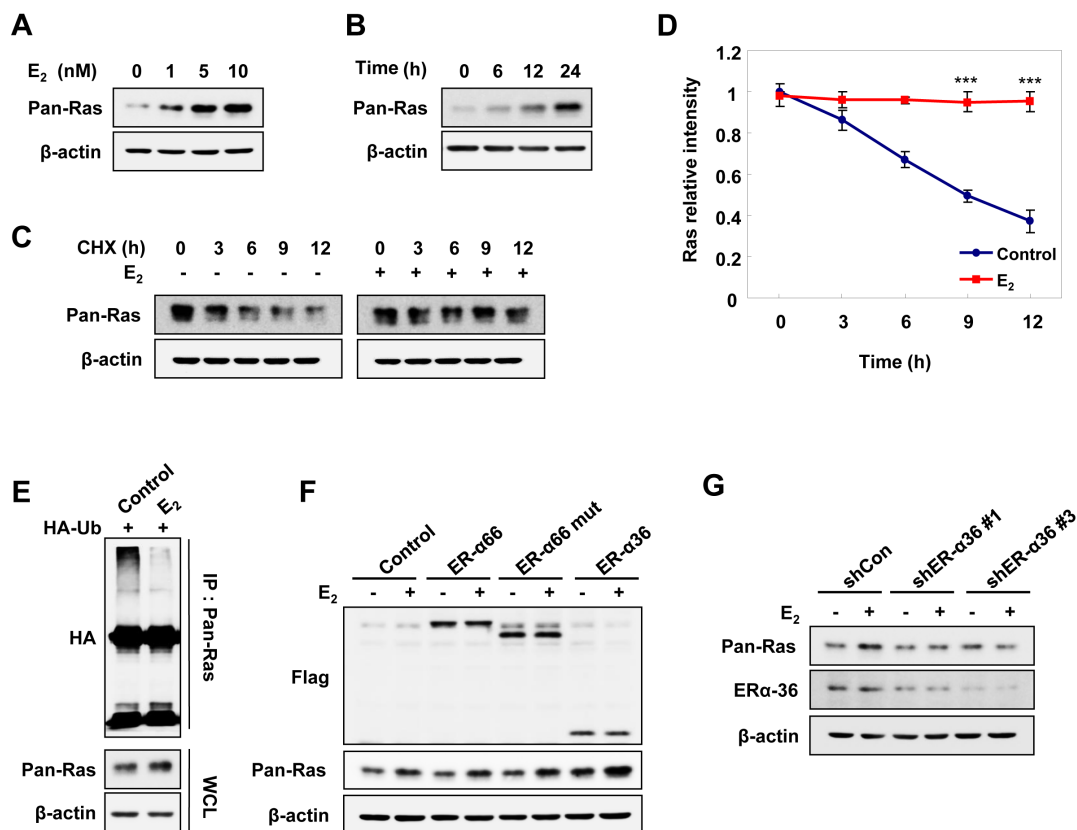 A
E2 (nM) 0 1 5 10
Pan-Ras
β-actin
B
Time (h) 0 6 12 24
Pan-Ras
β-actin
C
CHX (h) 0 3 6 9 12 0 3 6 9 12
E2 - - - - - + + + + +
Pan-Ras
β-actin
D
Ras relative intensity
1.2
1
0.8
0.6
0.4
0.2
0
*** ***
Control
E2
0 3 6 9 12
Time (h)
E
Control E2
HA-Ub + +
HA
IP : Pan-Ras
Pan-Ras
β-actin
WCL
F
Control ER-α66 ER-α66 mut ER-α36
E2 - + - + - + - +
Flag
Pan-Ras
β-actin
G
shCon shER-α36 #1 shER-α36 #3
E2 - + - + - +
Pan-Ras
ERα-36
β-actin